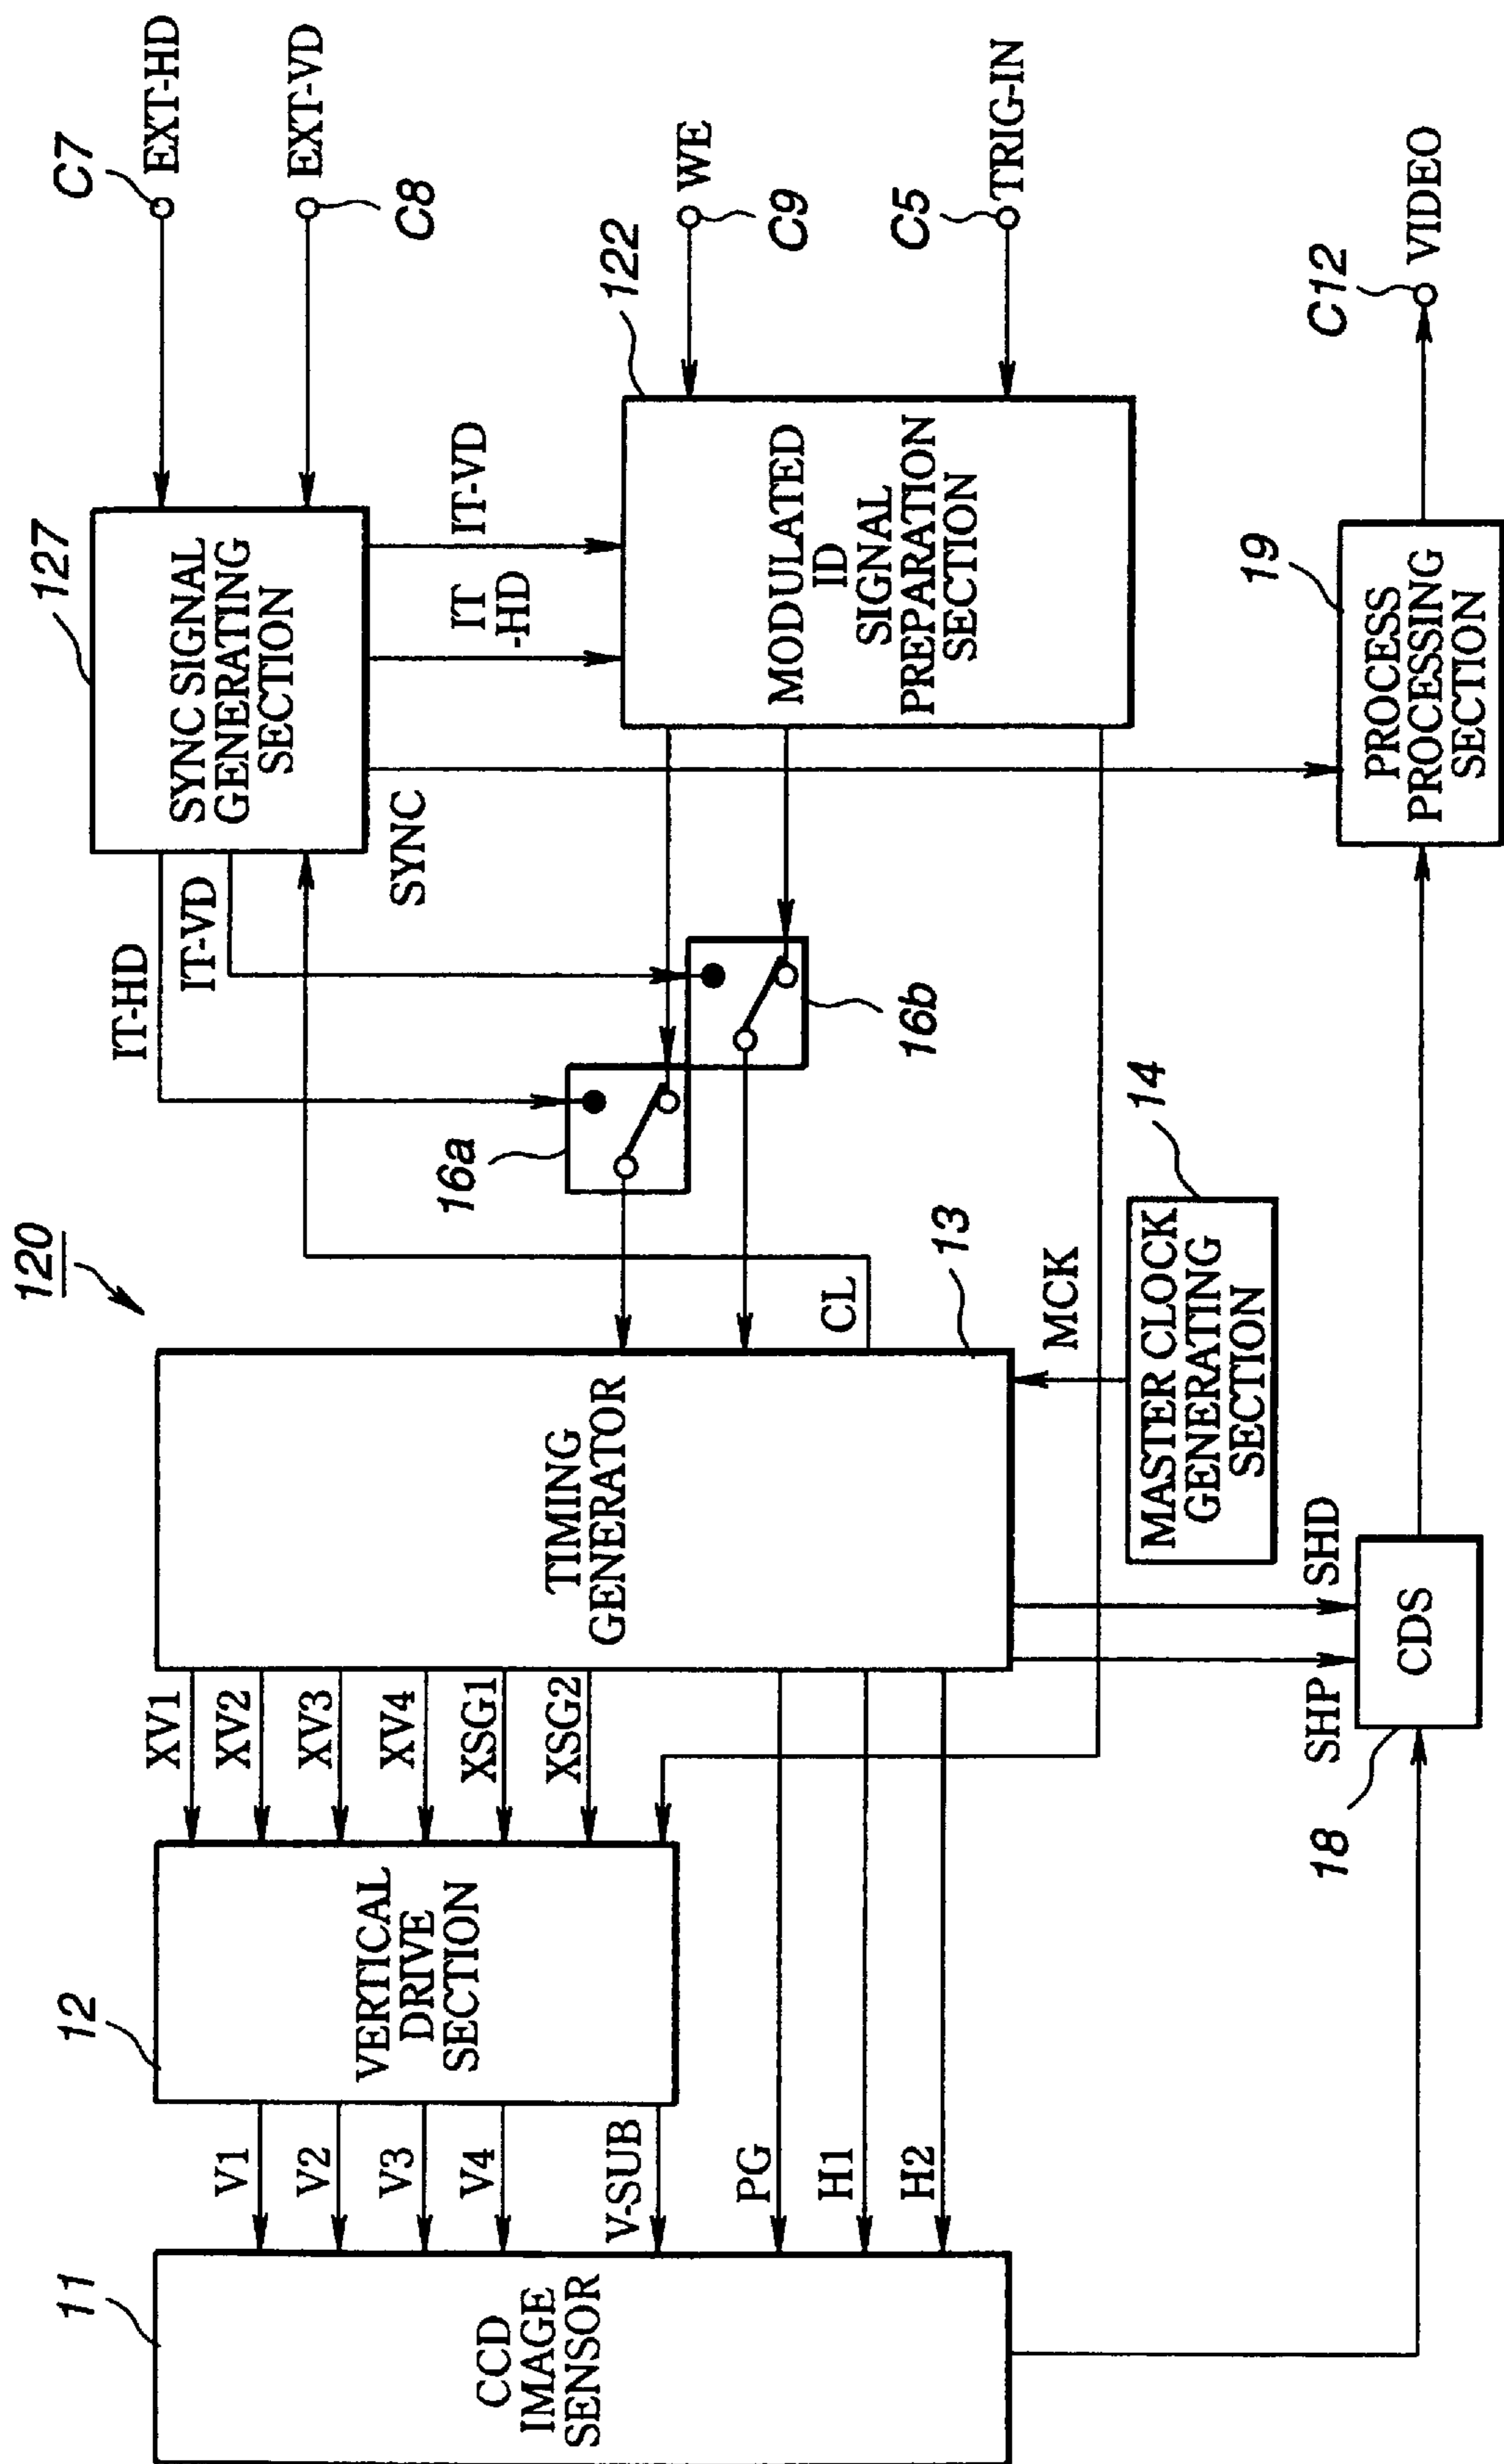 120
11
CCD
IMAGE
SENSOR
V1
V2
V3
V4
V-SUB
PG
H1
H2
12
VERTICAL
DRIVE
SECTION
XV1
XV2
XV3
XV4
XSG1
XSG2
TIMING
GENERATOR
13
CL
MCK
MASTER CLOCK
GENERATING
SECTION
14
SHP
SHD
CDS
18
16a
16b
IT-HD
IT-VD
SYNC
127
SYNC SIGNAL
GENERATING
SECTION
IT
-HD
IT-VD
122
MODULATED
ID
SIGNAL
PREPARATION
SECTION
19
PROCESS
PROCESSING
SECTION
C7
EXT-HD
C8
EXT-VD
C9
WE
C5
TRIG-IN
C12
VIDEO